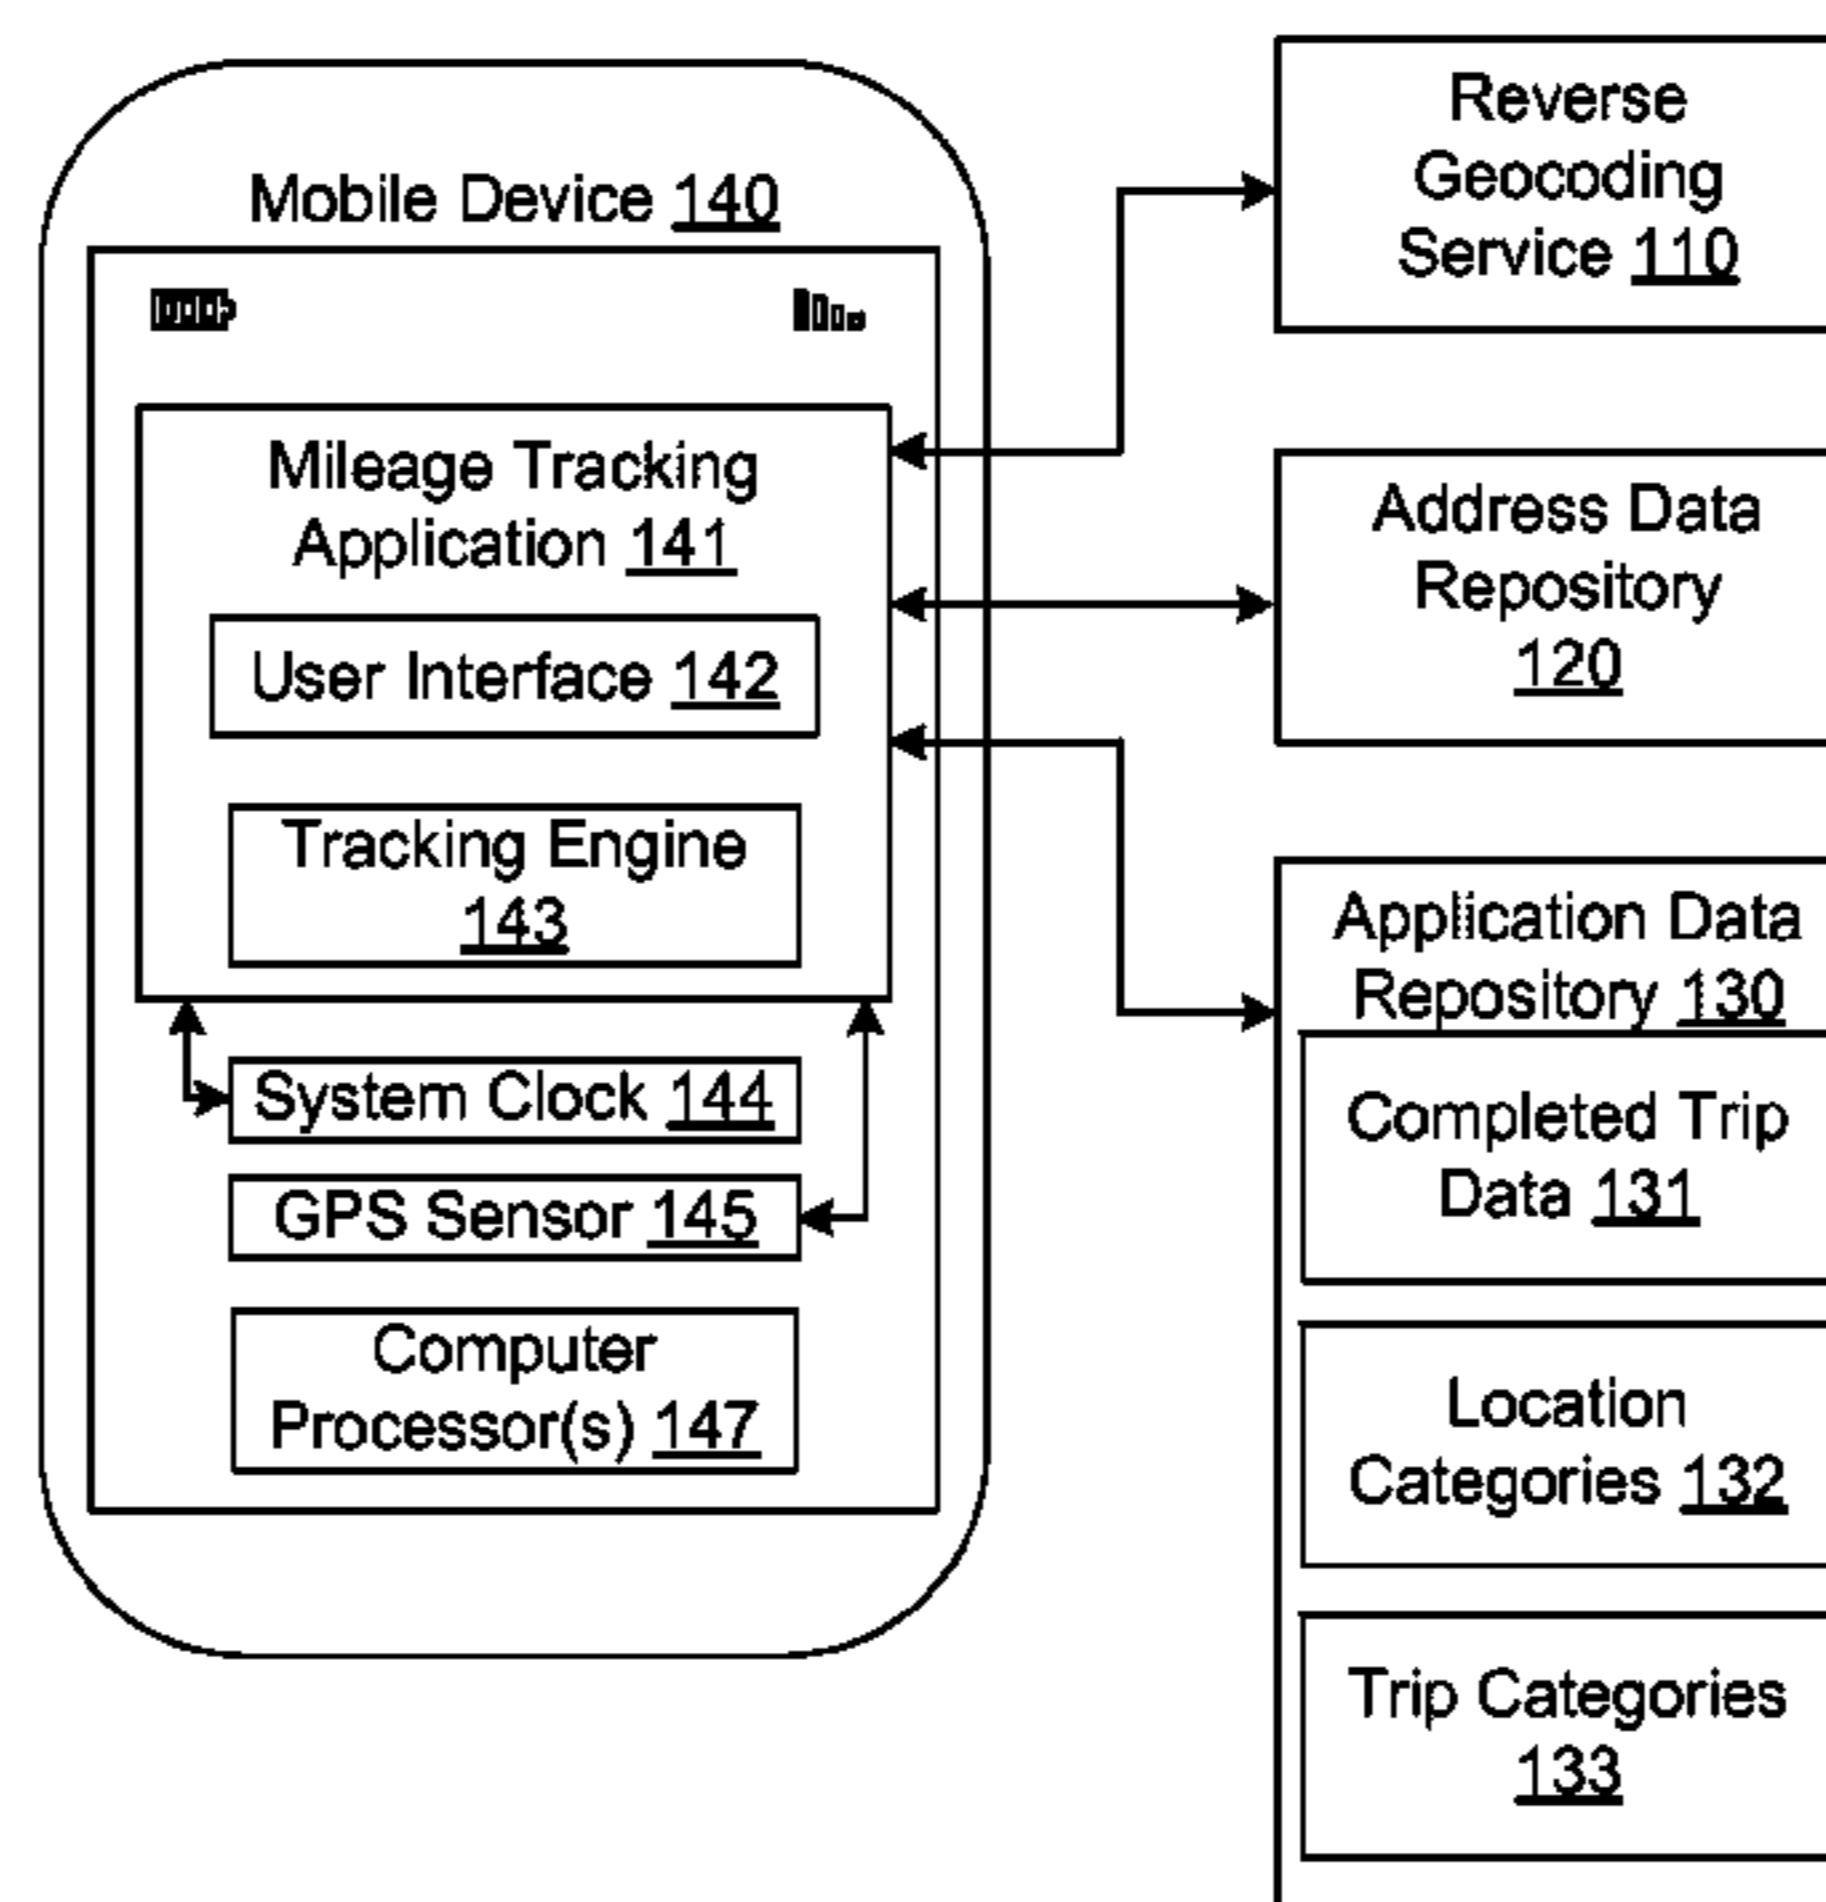 Mobile Device 140
Mileage Tracking
Application 141
User Interface 142
Tracking Engine
143
System Clock 144
GPS Sensor 145
Computer
Processor(s) 147
Reverse
Geocoding
Service 110
Address Data
Repository
120
Application Data
Repository 130
Completed Trip
Data 131
Location
Categories 132
Trip Categories
133